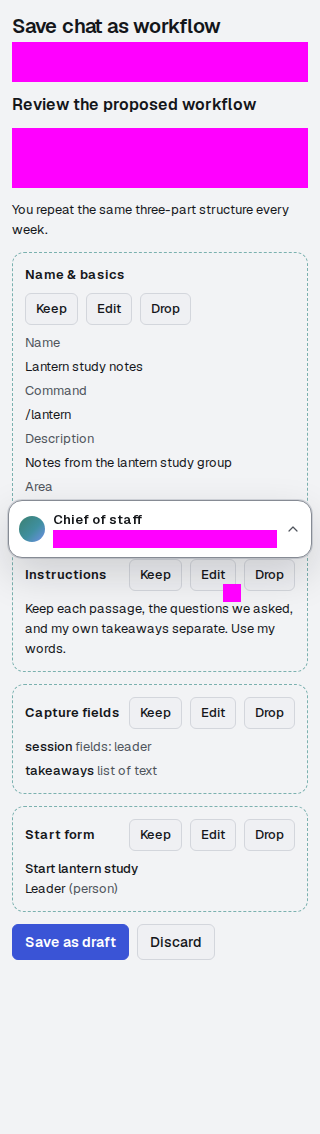 Save chat as workflow
Review the proposed workflow
You repeat the same three-part structure every
week.
Name & basics
Keep Edit Drop
Name
Lantern study notes
Command
/lantern
Description
Notes from the lantern study group
Area
Chief of staff
Instructions Keep Edit Drop
Keep each passage, the questions we asked,
and my own takeaways separate. Use my
words.
Capture fields Keep Edit Drop
session fields: leader
takeaways list of text
Start form Keep Edit Drop
Start lantern study
Leader (person)
Save as draft Discard